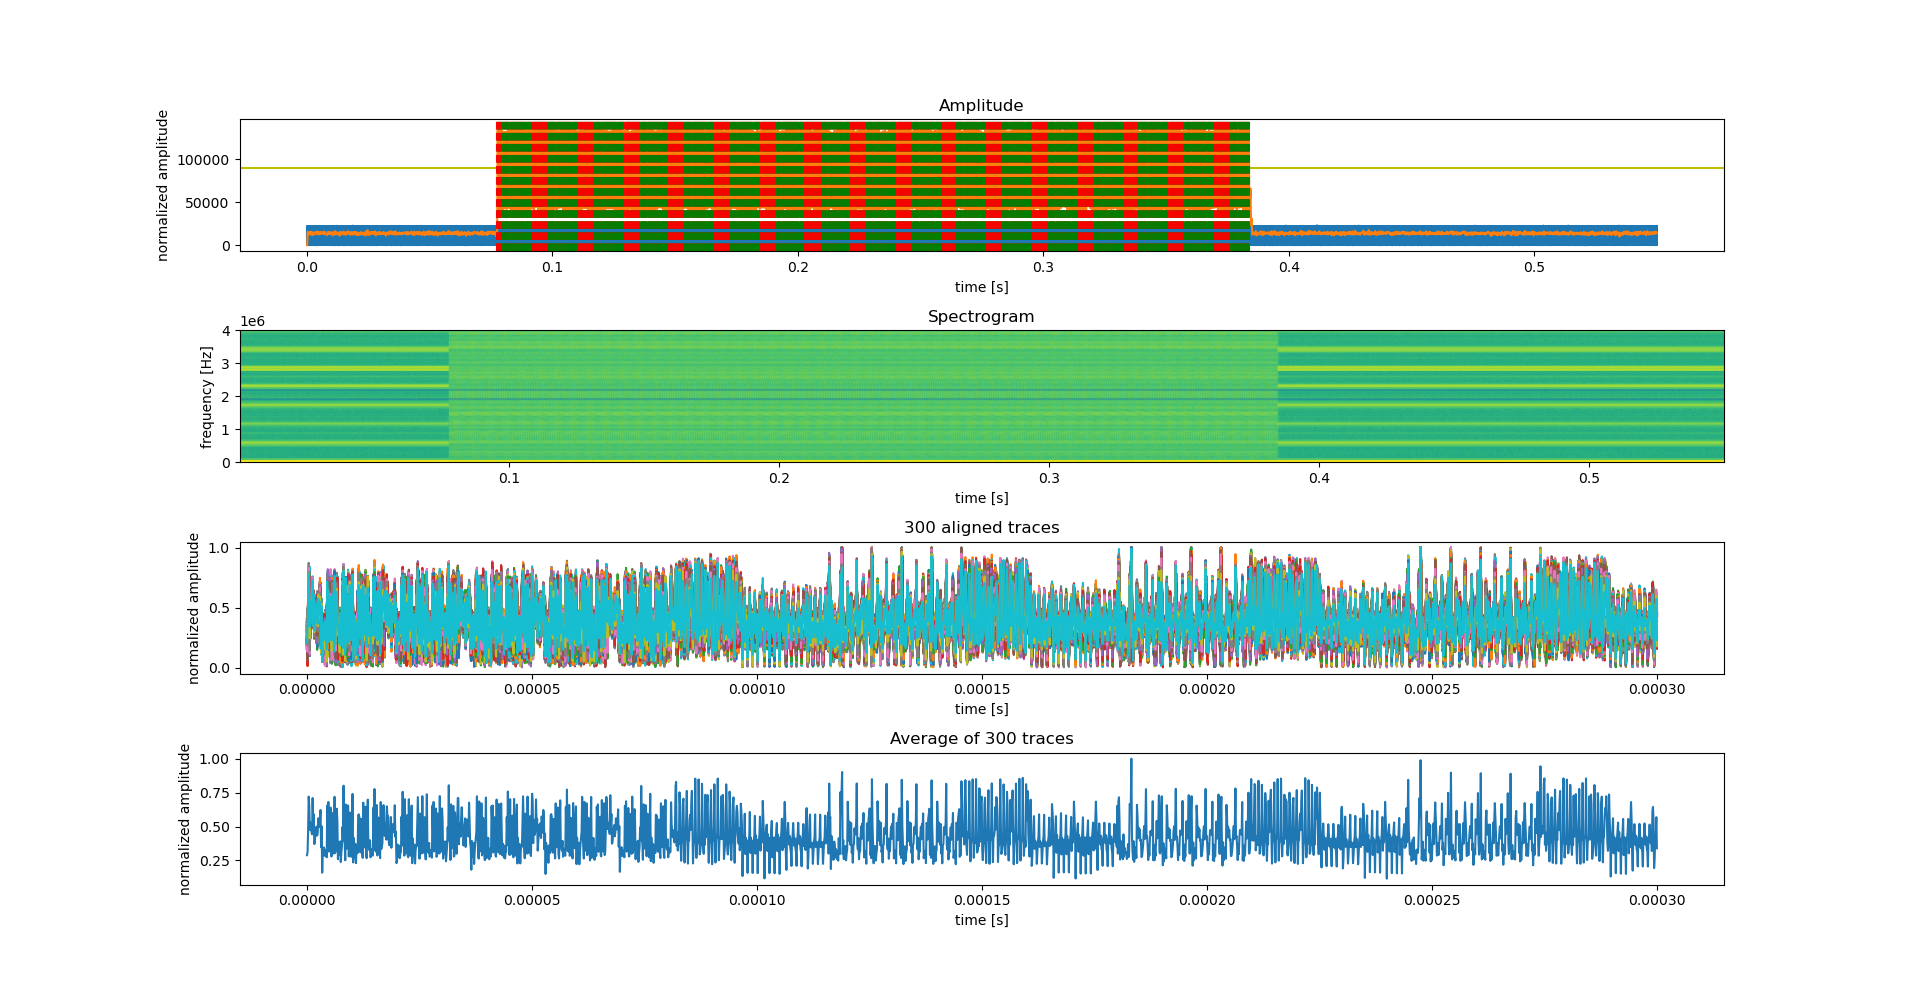 Amplitude
normalized amplitude
100000
50000
0
0.0 0.1 0.2 0.3 0.4 0.5
time [s]
Spectrogram
1e6
frequency [Hz]
4
3
2
1
0
0.1 0.2 0.3 0.4 0.5
time [s]
300 aligned traces
normalized amplitude
1.0
0.5
0.0
0.00000 0.00005 0.00010 0.00015 0.00020 0.00025 0.00030
time [s]
Average of 300 traces
normalized amplitude
1.00
0.75
0.50
0.25
0.00000 0.00005 0.00010 0.00015 0.00020 0.00025 0.00030
time [s]